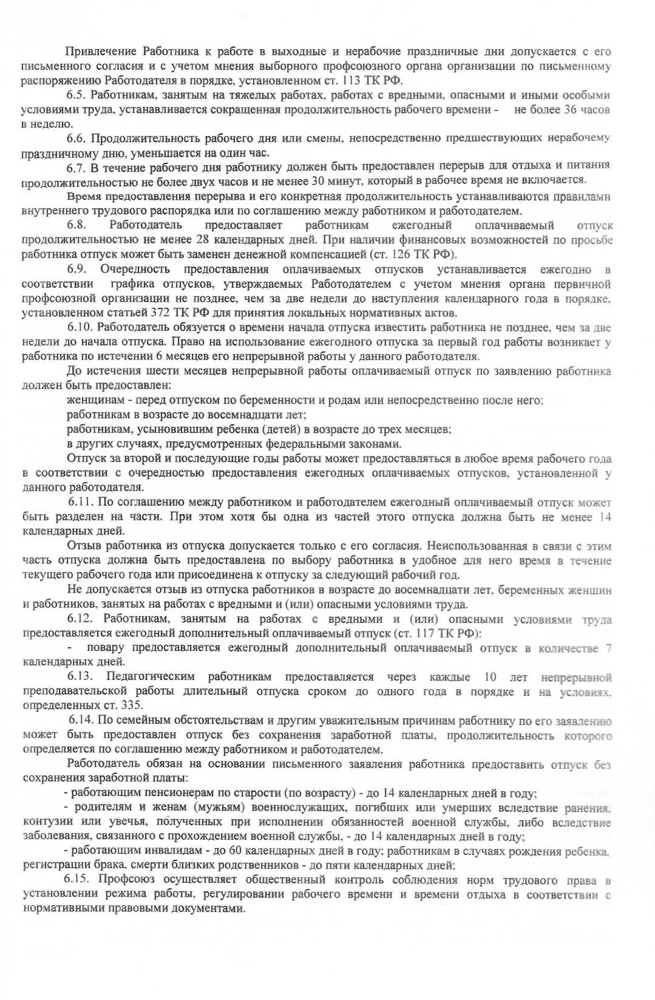 Привлечение Работника к работе в выходные и нерабочие праздничные дни допускается с его
письменного согласия и с учетом мнения выборного профсоюзного органа организации по письменному
распоряжению Работодателя в порядке, установленном ст. 113 ТК РФ.
6.5. Работникам, занятым на тяжелых работах, работах с вредными, опасными и иными особыми
условиями труда, устанавливается сокращенная продолжительность рабочего времени - не более 36 часов
в неделю.
6.6. Продолжительность рабочего дня или смены, непосредственно предшествующих нерабочему
праздничному дню, уменьшается на один час.
6.7. В течение рабочего дня работнику должен быть предоставлен перерыв для отдыха и питания
продолжительностью не более двух часов и не менее 30 минут, который в рабочее время не включается.
Время предоставления перерыва и его конкретная продолжительность устанавливаются правилами
внутреннего трудового распорядка или по соглашению между работником и работодателем.
6.8. Работодатель предоставляет работникам ежегодный оплачиваемый отпуск
продолжительностью не менее 28 календарных дней. При наличии финансовых возможностей по просьбе
работника отпуск может быть заменен денежной компенсацией (ст. 126 ТК РФ).
6.9. Очередность предоставления оплачиваемых отпусков устанавливается ежегодно в
соответствии графика отпусков, утверждаемых Работодателем с учетом мнения органа первичной
профсоюзной организации не позднее, чем за две недели до наступления календарного года в порядке,
установленном статьей 372 ТК РФ для принятия локальных нормативных актов.
6.10. Работодатель обязуется о времени начала отпуска известить работника не позднее, чем за две
недели до начала отпуска. Право на использование ежегодного отпуска за первый год работы возникает у
работника по истечении 6 месяцев его непрерывной работы у данного работодателя.
До истечения шести месяцев непрерывной работы оплачиваемый отпуск по заявлению работника
должен быть предоставлен:
женщинам - перед отпуском по беременности и родам или непосредственно после него;
работникам в возрасте до восемнадцати лет;
работникам, усыновившим ребенка (детей) в возрасте до трех месяцев;
в других случаях, предусмотренных федеральными законами.
Отпуск за второй и последующие годы работы может предоставляться в любое время рабочего года
в соответствии с очередностью предоставления ежегодных оплачиваемых отпусков, установленной у
данного работодателя.
6.11. По соглашению между работником и работодателем ежегодный оплачиваемый отпуск может
быть разделен на части. При этом хотя бы одна из частей этого отпуска должна быть не менее 14
календарных дней.
Отзыв работника из отпуска допускается только с его согласия. Неиспользованная в связи с этим
часть отпуска должна быть предоставлена по выбору работника в удобное для него время в течение
текущего рабочего года или присоединена к отпуску за следующий рабочий год.
Не допускается отзыв из отпуска работников в возрасте до восемнадцати лет, беременных женщин
и работников, занятых на работах с вредными и (или) опасными условиями труда.
6.12. Работникам, занятым на работах с вредными и (или) опасными условиями труда
предоставляется ежегодный дополнительный оплачиваемый отпуск (ст. 117 ТК РФ):
- повару предоставляется ежегодный дополнительный оплачиваемый отпуск в количестве 7
календарных дней.
6.13. Педагогическим работникам предоставляется через каждые 10 лет непрерывной
преподавательской работы длительный отпуска сроком до одного года в порядке и на условиях,
определенных ст. 335.
6.14. По семейным обстоятельствам и другим уважительным причинам работнику по его заявлению
может быть предоставлен отпуск без сохранения заработной платы, продолжительность которого
определяется по соглашению между работником и работодателем.
Работодатель обязан на основании письменного заявления работника предоставить отпуск без
сохранения заработной платы:
- работающим пенсионерам по старости (по возрасту) - до 14 календарных дней в году;
- родителям и женам (мужьям) военнослужащих, погибших или умерших вследствие ранения,
контузии или увечья, полученных при исполнении обязанностей военной службы, либо вследствие
заболевания, связанного с прохождением военной службы, - до 14 календарных дней в году;
- работающим инвалидам - до 60 календарных дней в году; работникам в случаях рождения ребенка,
регистрации брака, смерти близких родственников - до пяти календарных дней;
6.15. Профсоюз осуществляет общественный контроль соблюдения норм трудового права в
установлении режима работы, регулировании рабочего времени и времени отдыха в соответствии с
нормативными правовыми документами.